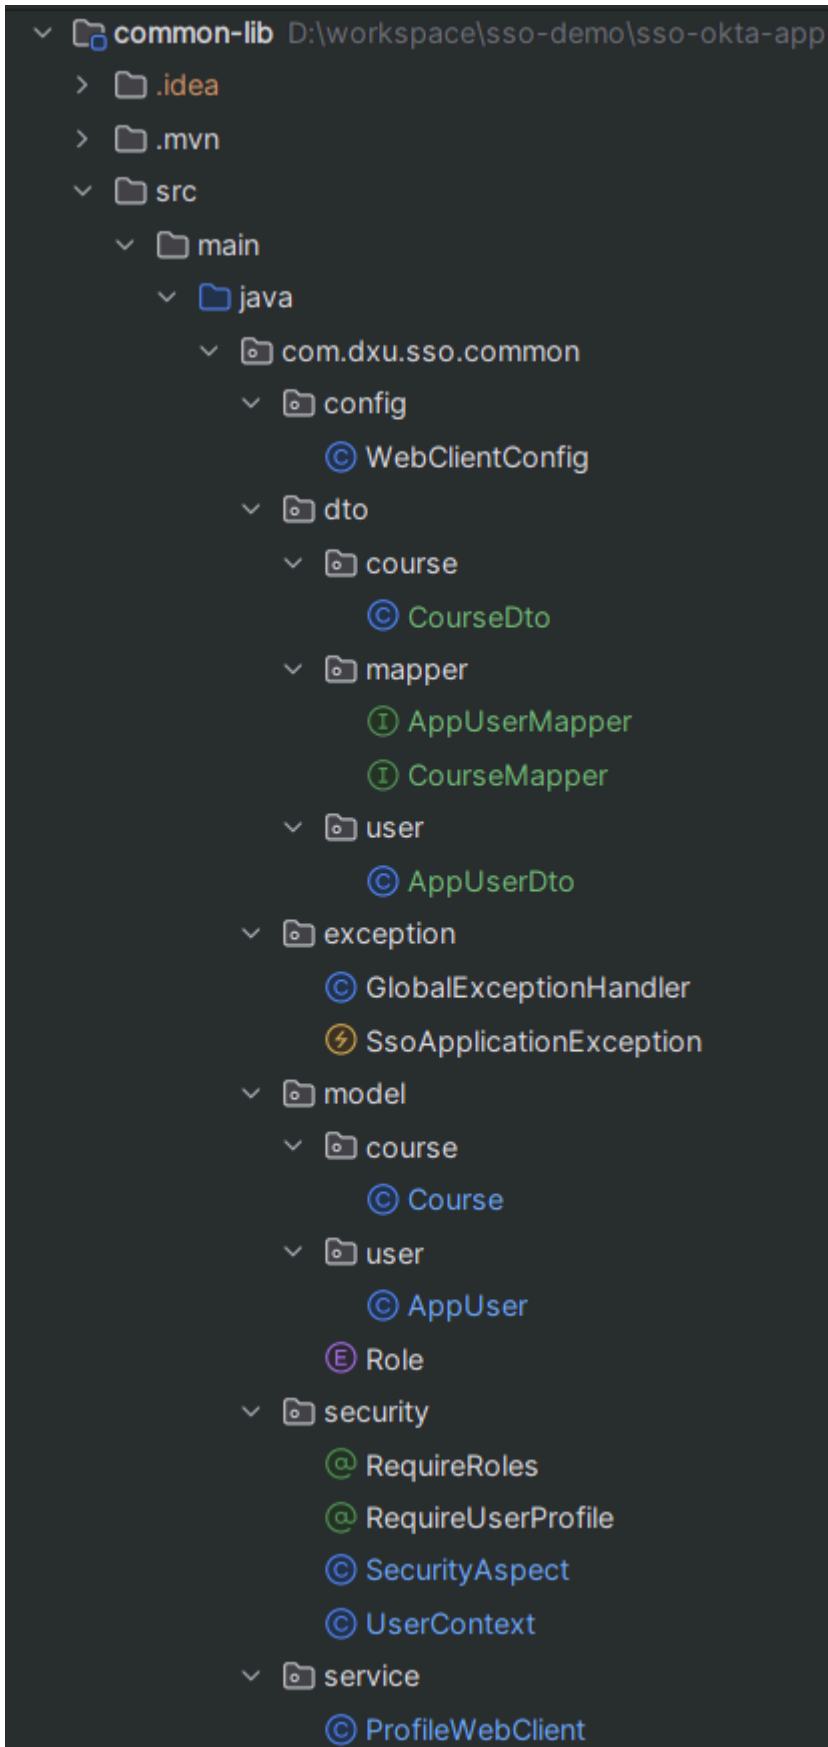 common-lib D:\workspace\sso-demo\sso-okta-app
.idea
.mvn
src
main
java
com.dxu.sso.common
config
WebClientConfig
dto
course
CourseDto
mapper
AppUserMapper
CourseMapper
user
AppUserDto
exception
GlobalExceptionHandler
SsoApplicationException
model
course
Course
user
AppUser
Role
security
RequireRoles
RequireUserProfile
SecurityAspect
UserContext
service
ProfileWebClient